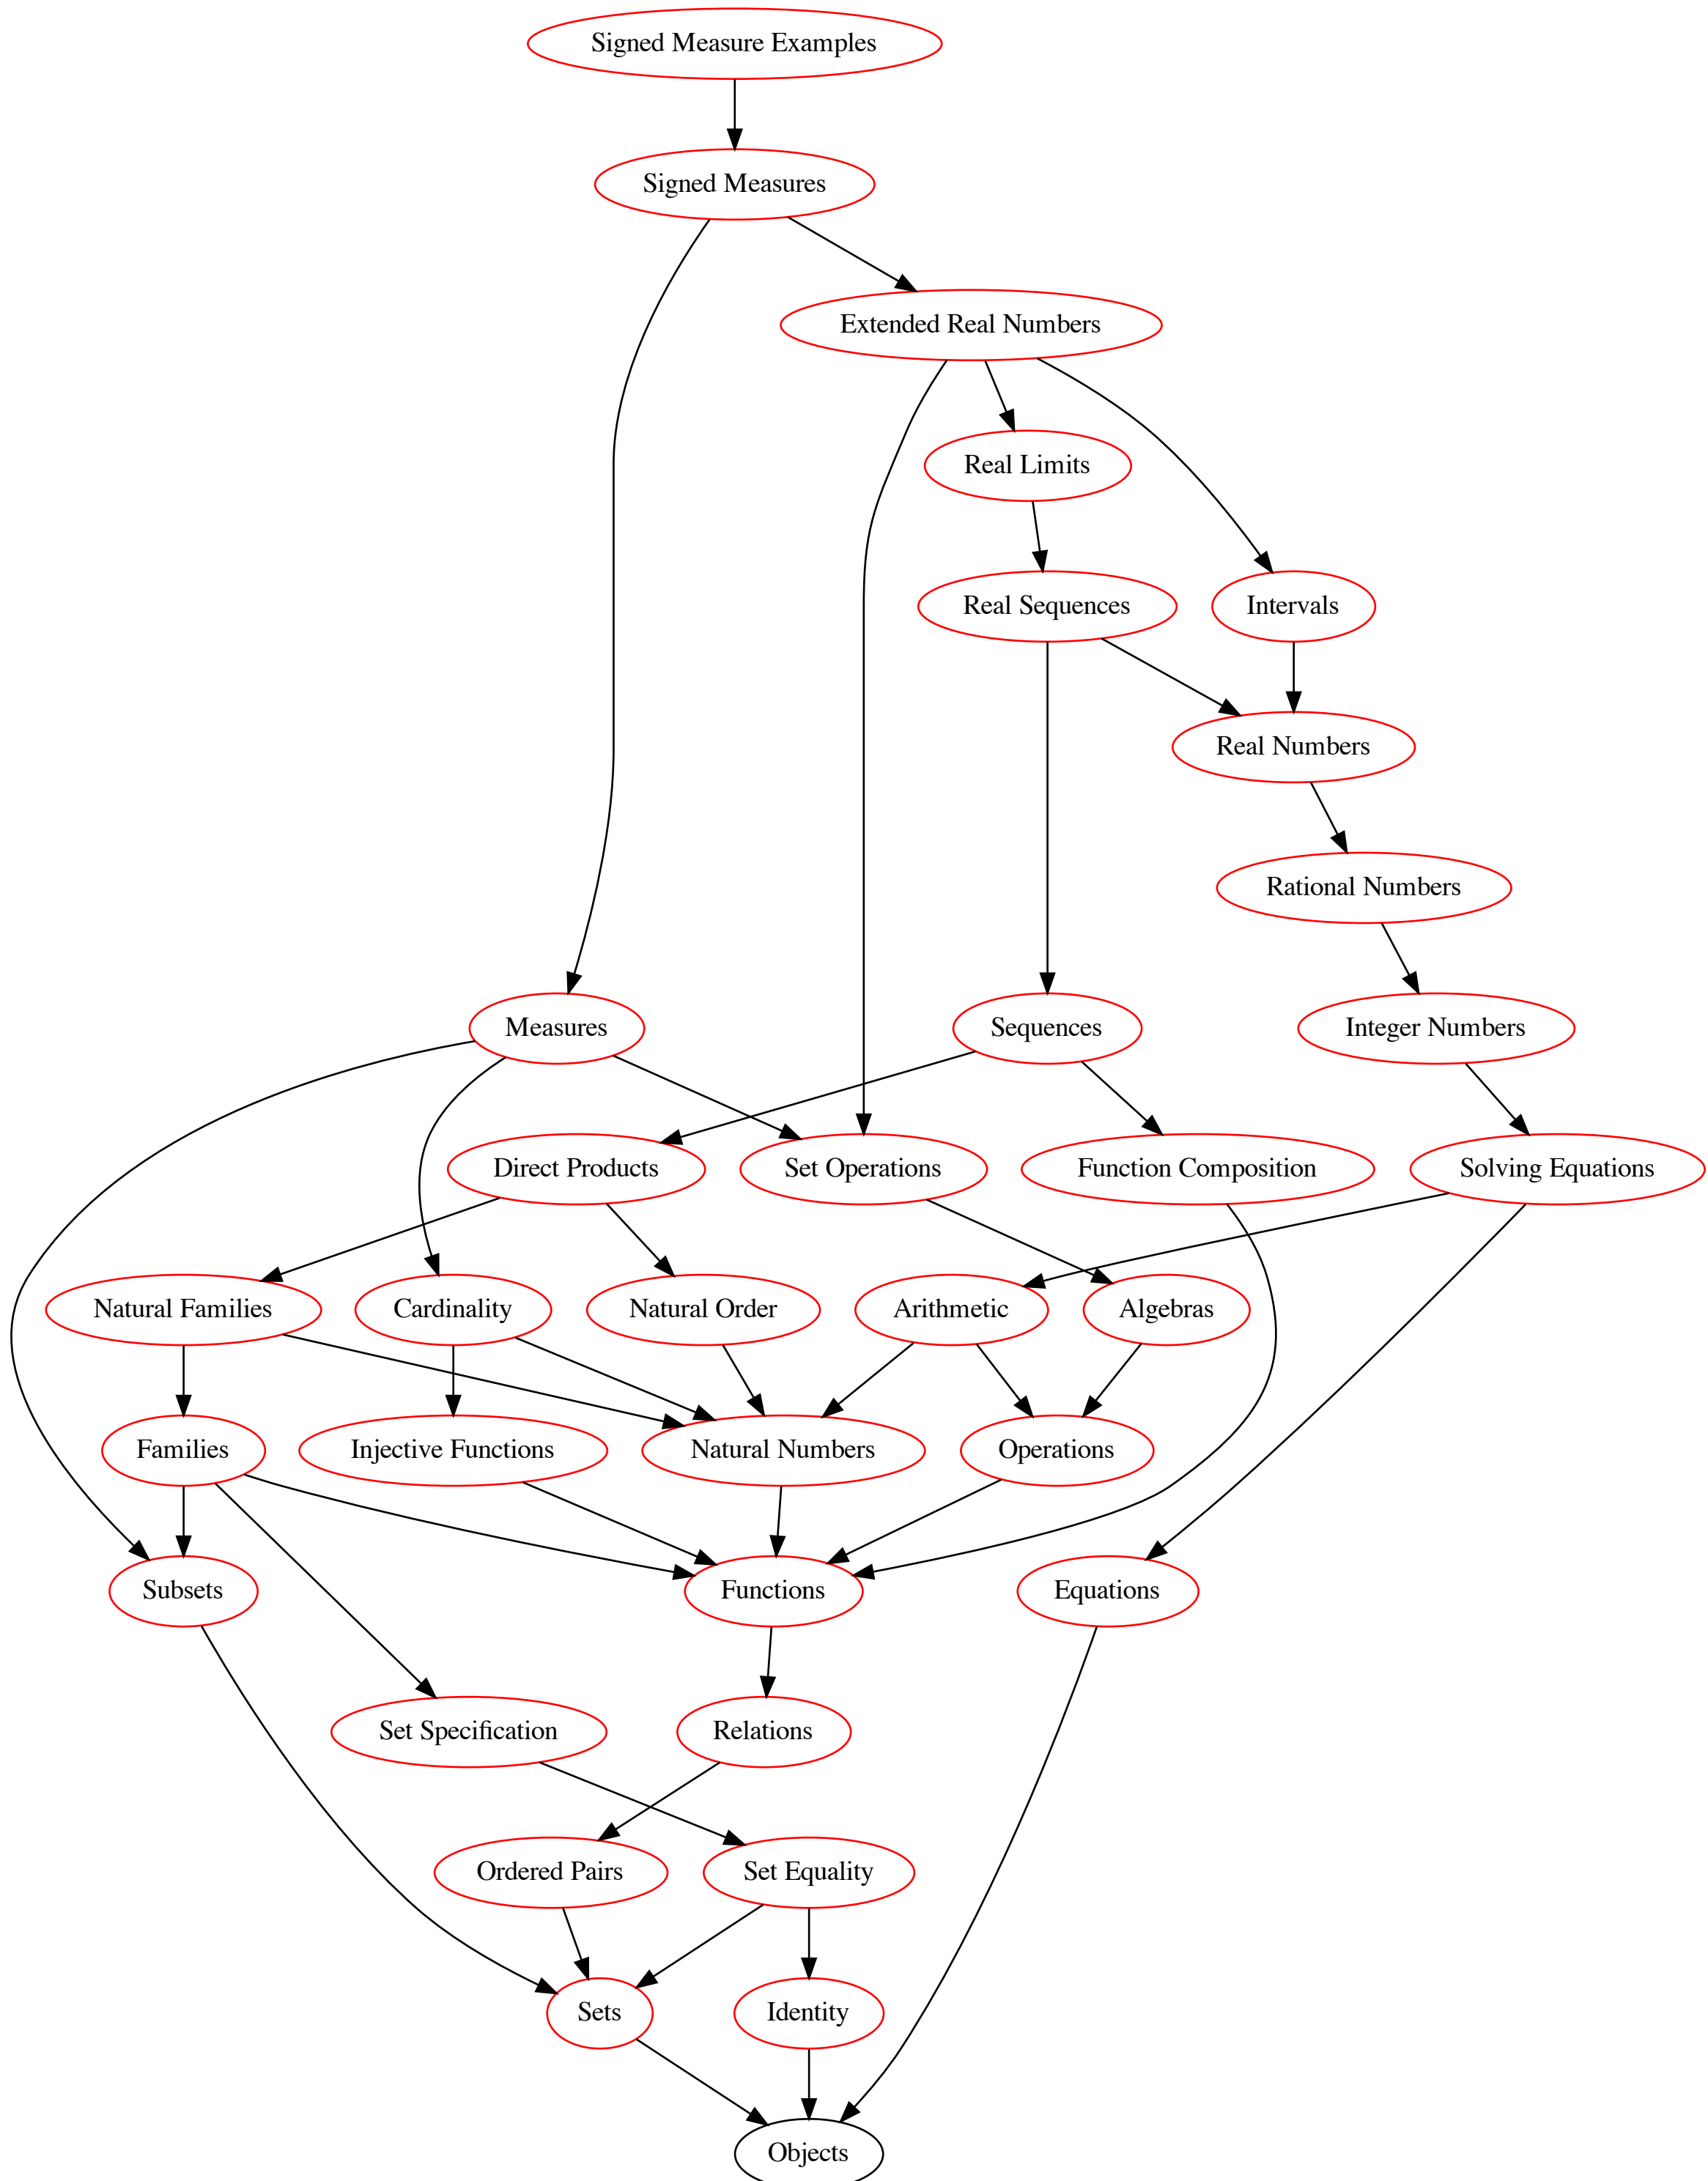 Signed Measure Examples
Signed Measures
Extended Real Numbers
Real Limits
Real Sequences
Intervals
Real Numbers
Rational Numbers
Measures
Sequences
Integer Numbers
Direct Products
Set Operations
Function Composition
Solving Equations
Natural Families
Cardinality
Natural Order
Arithmetic
Algebras
Families
Injective Functions
Natural Numbers
Operations
Subsets
Functions
Equations
Set Specification
Relations
Ordered Pairs
Set Equality
Sets
Identity
Objects